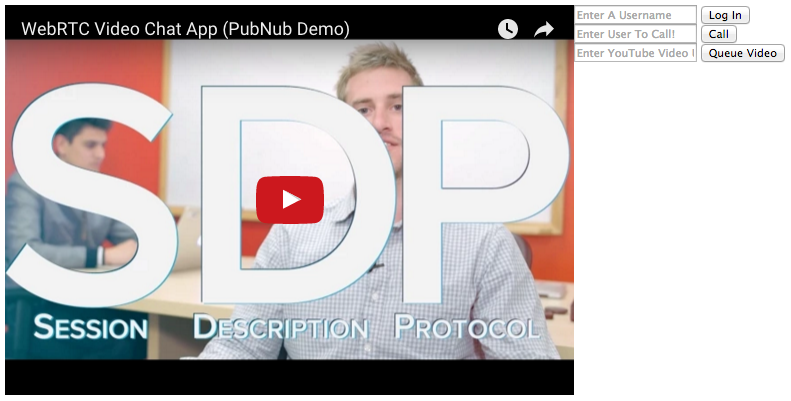 WebRTC Video Chat App (PubNub Demo)
Enter A Username Log In
Enter User To Call! Call
Enter YouTube Video Queue Video
SDP
SESSION DESCRIPTION PROTOCOL